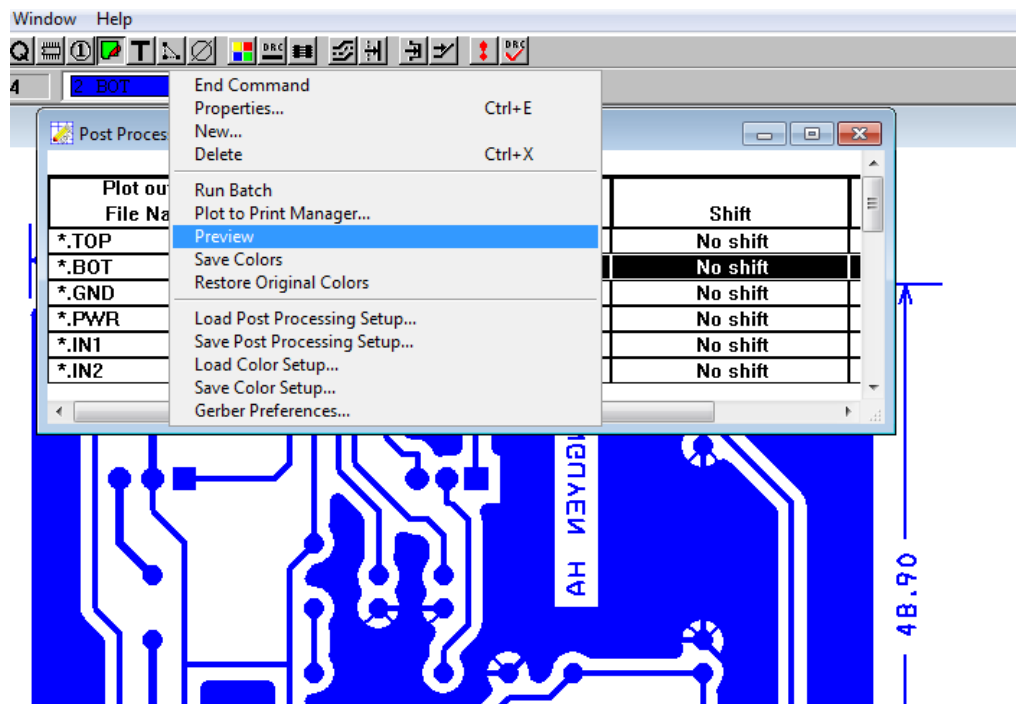 Window Help
Q 1 T DRC DRC
4 2 BOT
End Command
Properties... Ctrl+E
New...
Delete Ctrl+X
Run Batch
Plot to Print Manager...
Preview
Save Colors
Restore Original Colors
Load Post Processing Setup...
Save Post Processing Setup...
Load Color Setup...
Save Color Setup...
Gerber Preferences...
Post Proces
Plot ou
File Na Shift
*.TOP No shift
*.BOT No shift
*.GND No shift
*.PWR No shift
*.IN1 No shift
*.IN2 No shift
NGUYEN HA
48.90